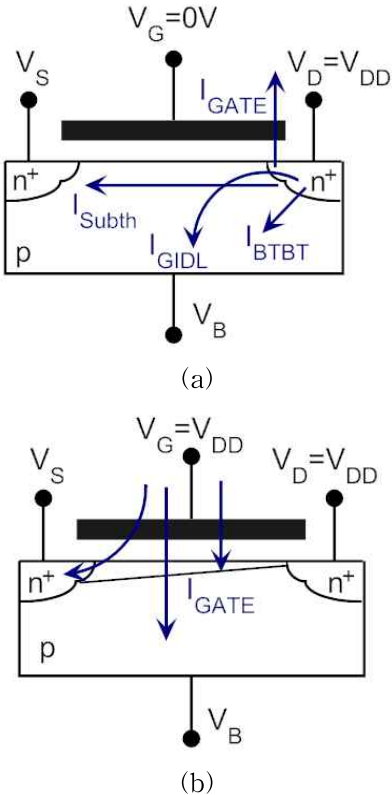 V_G=0V
V_S
I_GATE
V_D=V_DD
n⁺
n⁺
I_Subth
I_GIDL
I_BTBT
p
V_B
(a)
V_G=V_DD
V_S
V_D=V_DD
n⁺
n⁺
I_GATE
p
V_B
(b)